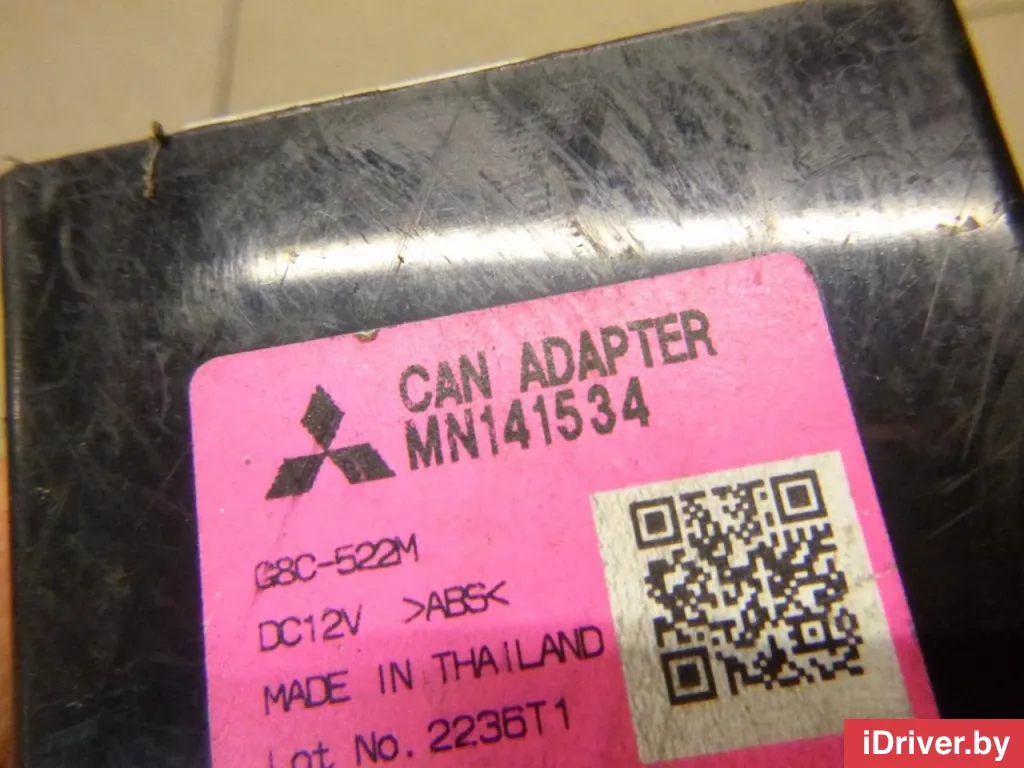 CAN ADAPTER
MN141534
G8C-522M
DC12V >ABS<
MADE IN THAILAND
Lot No. 2236T1
iDriver.by